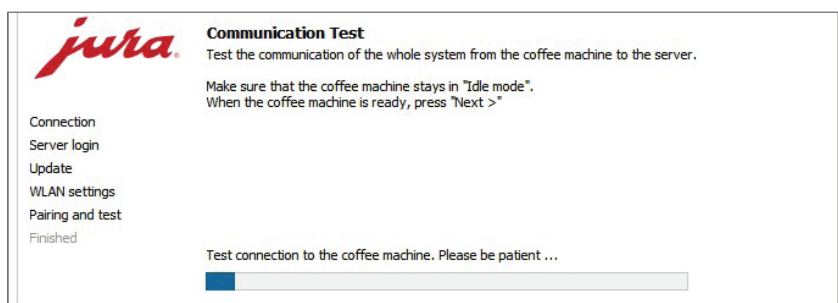 jura
Communication Test
Test the communication of the whole system from the coffee machine to the server.
Make sure that the coffee machine stays in "Idle mode".
When the coffee machine is ready, press "Next >"
Connection
Server login
Update
WLAN settings
Pairing and test
Finished
Test connection to the coffee machine. Please be patient ...